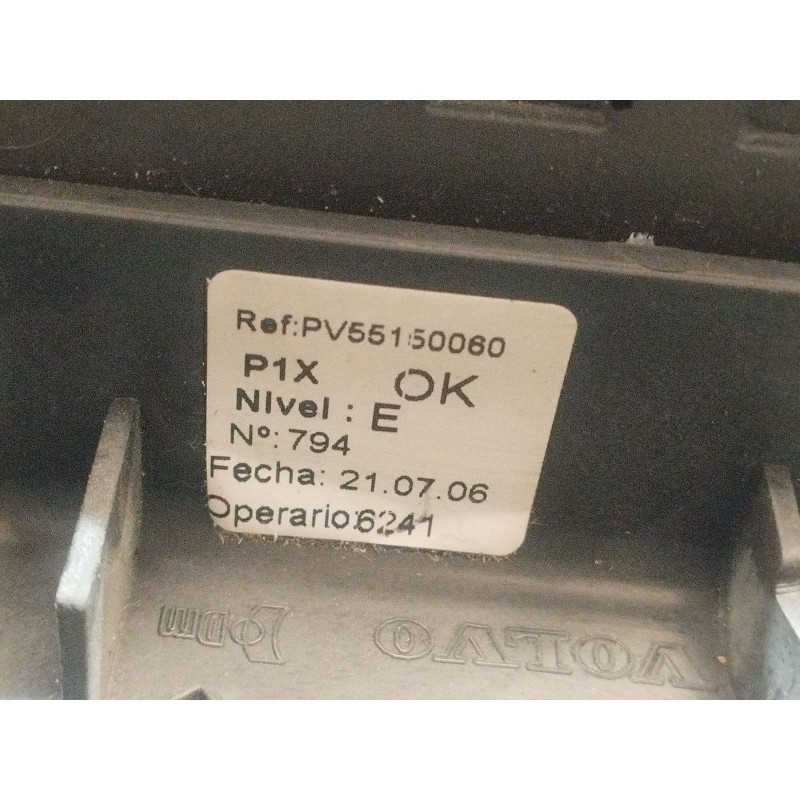 Ref:PV55150060
P1X OK
Nivel : E
Nº: 794
Fecha: 21.07.06
Operario:6241
VOLVO